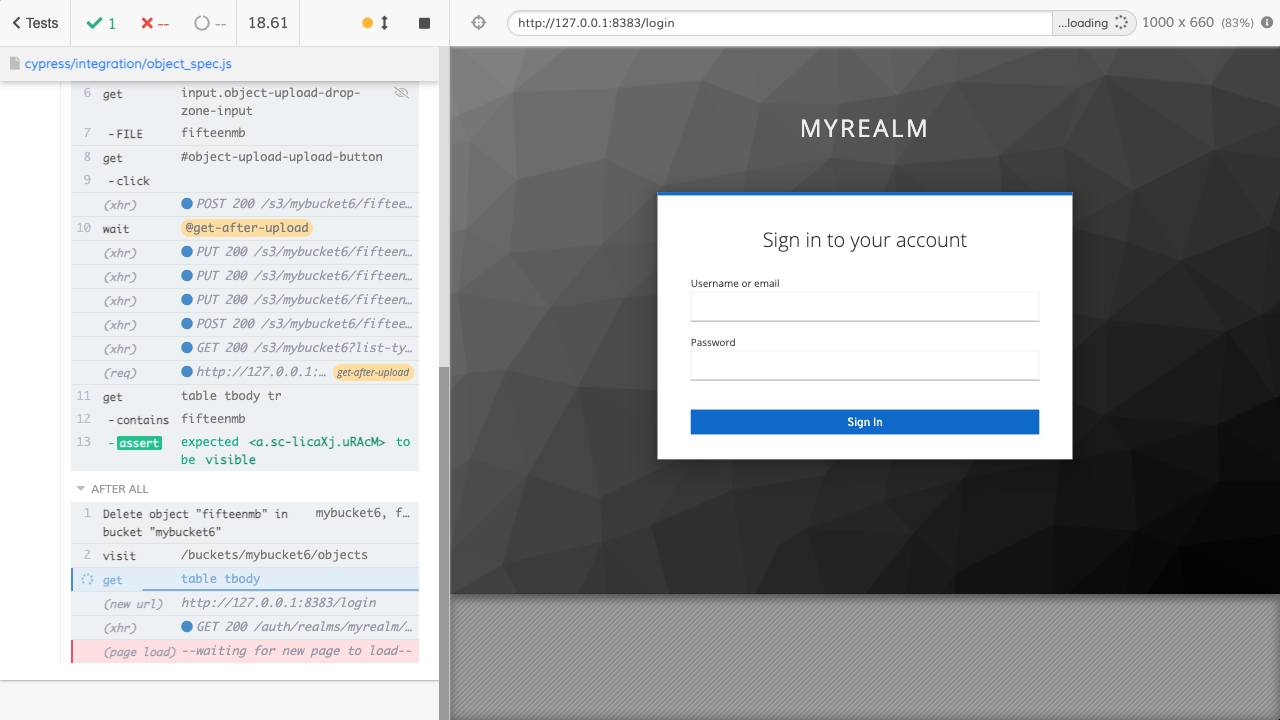 Tests
1
--
--
18.61
http://127.0.0.1:8383/login
...loading
1000 x 660 (83%)
cypress/integration/object_spec.js
6 get input.object-upload-drop-
zone-input
7 -FILE fifteenmb
8 get #object-upload-upload-button
9 -click
(xhr) POST 200 /s3/mybucket6/fiftee…
10 wait @get-after-upload
(xhr) PUT 200 /s3/mybucket6/fifteen…
(xhr) PUT 200 /s3/mybucket6/fifteen…
(xhr) PUT 200 /s3/mybucket6/fifteen…
(xhr) POST 200 /s3/mybucket6/fiftee…
(xhr) GET 200 /s3/mybucket6?list-ty…
(req) http://127.0.0.1:… get-after-upload
11 get table tbody tr
12 -contains fifteenmb
13 -assert expected <a.sc-licaXj.uRAcM> to
be visible
AFTER ALL
1 Delete object "fifteenmb" in mybucket6, f…
bucket "mybucket6"
2 visit /buckets/mybucket6/objects
get table tbody
(new url) http://127.0.0.1:8383/login
(xhr) GET 200 /auth/realms/myrealm/…
(page load) --waiting for new page to load--
MYREALM
Sign in to your account
Username or email
Password
Sign In